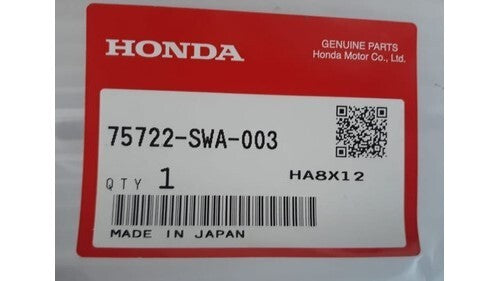 HONDA
GENUINE PARTS
Honda Motor Co., Ltd.
75722-SWA-003
QTY 1
HA8X12
MADE IN JAPAN